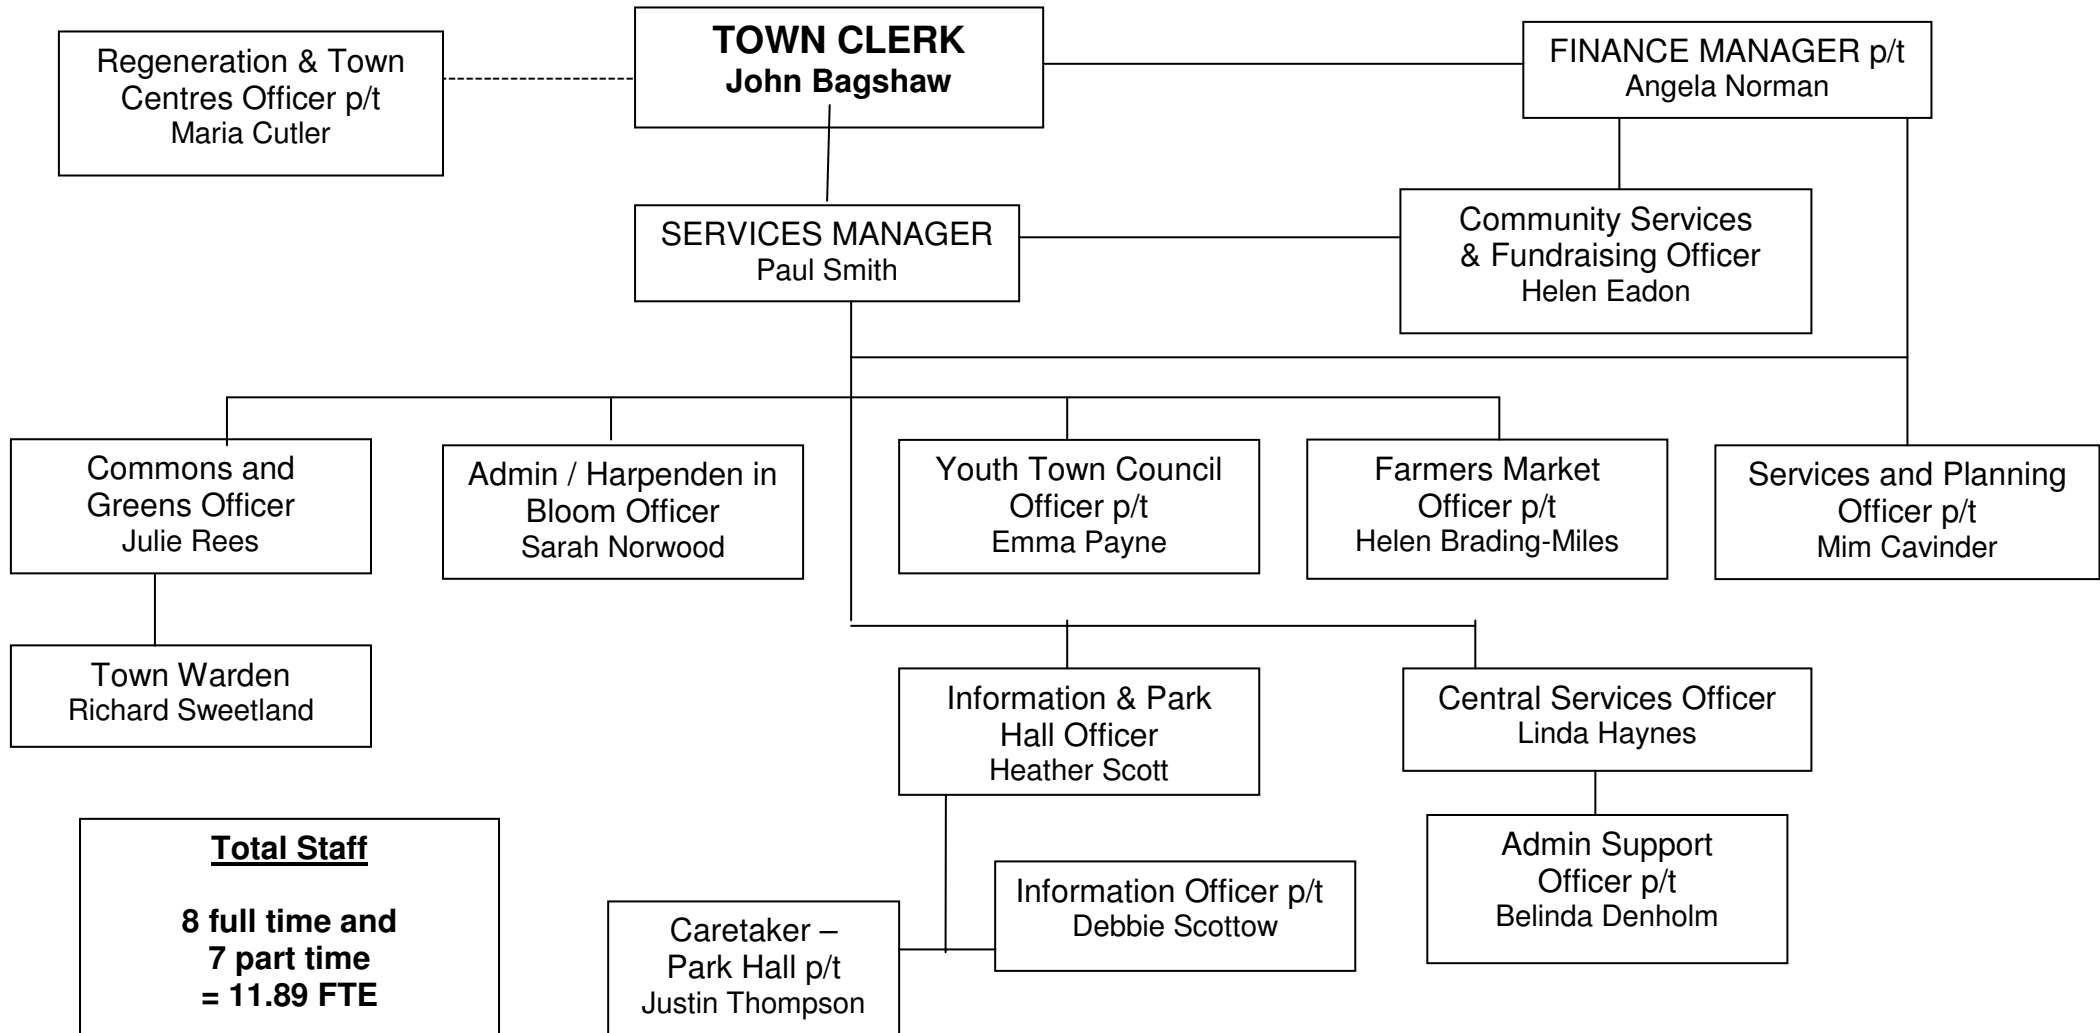 TOWN CLERK
John Bagshaw
Regeneration & Town
Centres Officer p/t
Maria Cutler
FINANCE MANAGER p/t
Angela Norman
SERVICES MANAGER
Paul Smith
Community Services
& Fundraising Officer
Helen Eadon
Commons and
Greens Officer
Julie Rees
Admin / Harpenden in
Bloom Officer
Sarah Norwood
Youth Town Council
Officer p/t
Emma Payne
Farmers Market
Officer p/t
Helen Brading-Miles
Services and Planning
Officer p/t
Mim Cavinder
Town Warden
Richard Sweetland
Information & Park
Hall Officer
Heather Scott
Central Services Officer
Linda Haynes
Total Staff
8 full time and
7 part time
= 11.89 FTE
Caretaker –
Park Hall p/t
Justin Thompson
Information Officer p/t
Debbie Scottow
Admin Support
Officer p/t
Belinda Denholm